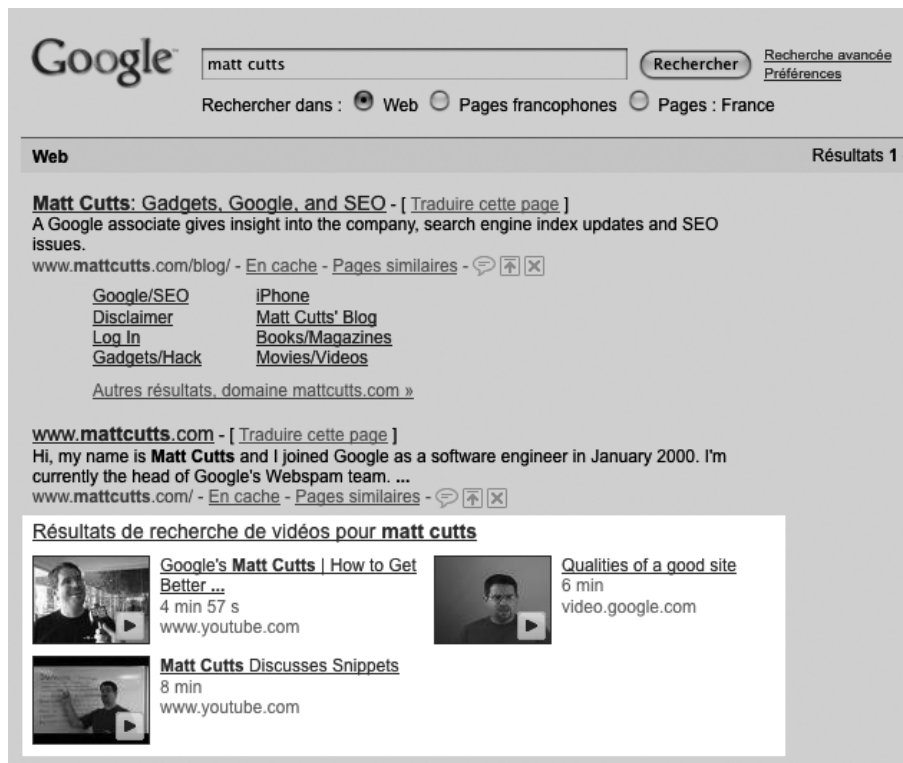 Google™
matt cutts
Rechercher
Recherche avancée
Préférences
Rechercher dans : Web Pages francophones Pages : France
Web
Résultats 1
Matt Cutts: Gadgets, Google, and SEO - [ Traduire cette page ]
A Google associate gives insight into the company, search engine index updates and SEO
issues.
www.mattcutts.com/blog/ - En cache - Pages similaires -
Google/SEO iPhone
Disclaimer Matt Cutts' Blog
Log In Books/Magazines
Gadgets/Hack Movies/Videos
Autres résultats, domaine mattcutts.com »
www.mattcutts.com - [ Traduire cette page ]
Hi, my name is Matt Cutts and I joined Google as a software engineer in January 2000. I'm
currently the head of Google's Webspam team. ...
www.mattcutts.com/ - En cache - Pages similaires -
Résultats de recherche de vidéos pour matt cutts
Google's Matt Cutts | How to Get
Better ...
4 min 57 s
www.youtube.com
Qualities of a good site
6 min
video.google.com
Matt Cutts Discusses Snippets
8 min
www.youtube.com